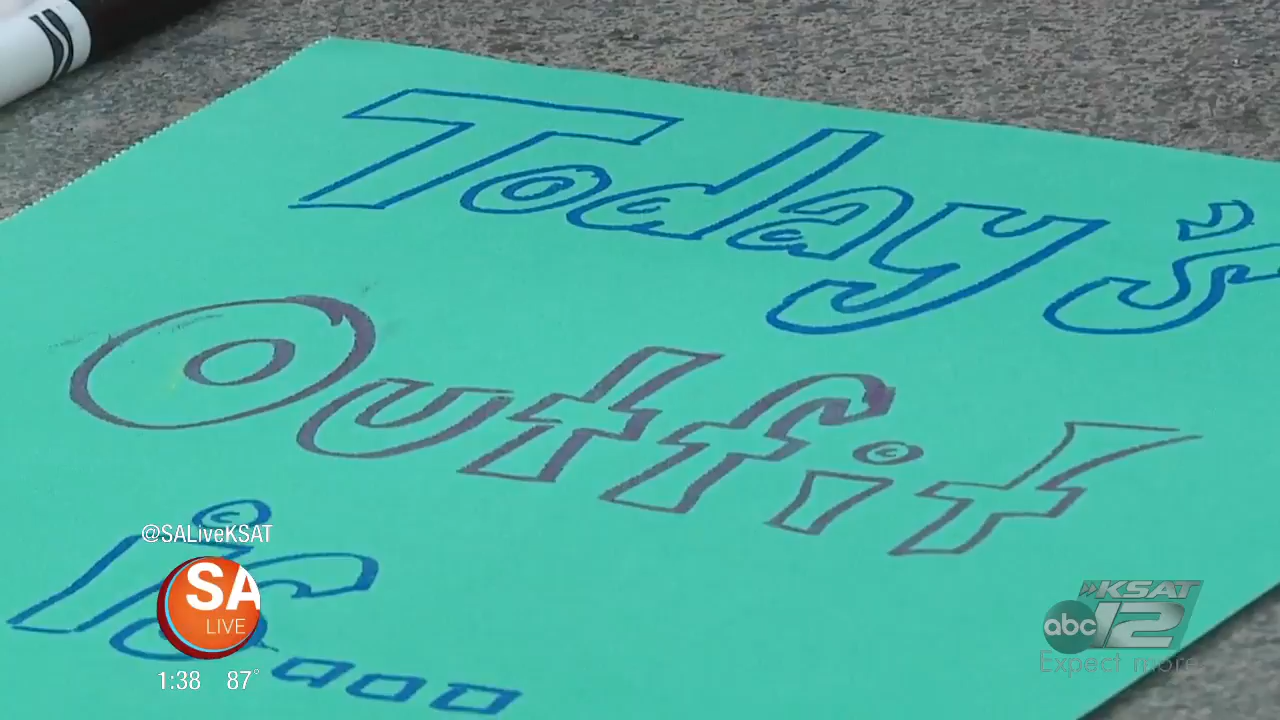 Today's
Outfit
is....
@SALiveKSAT
SA
LIVE
1:38 87°
KSAT
abc 12
Expect more